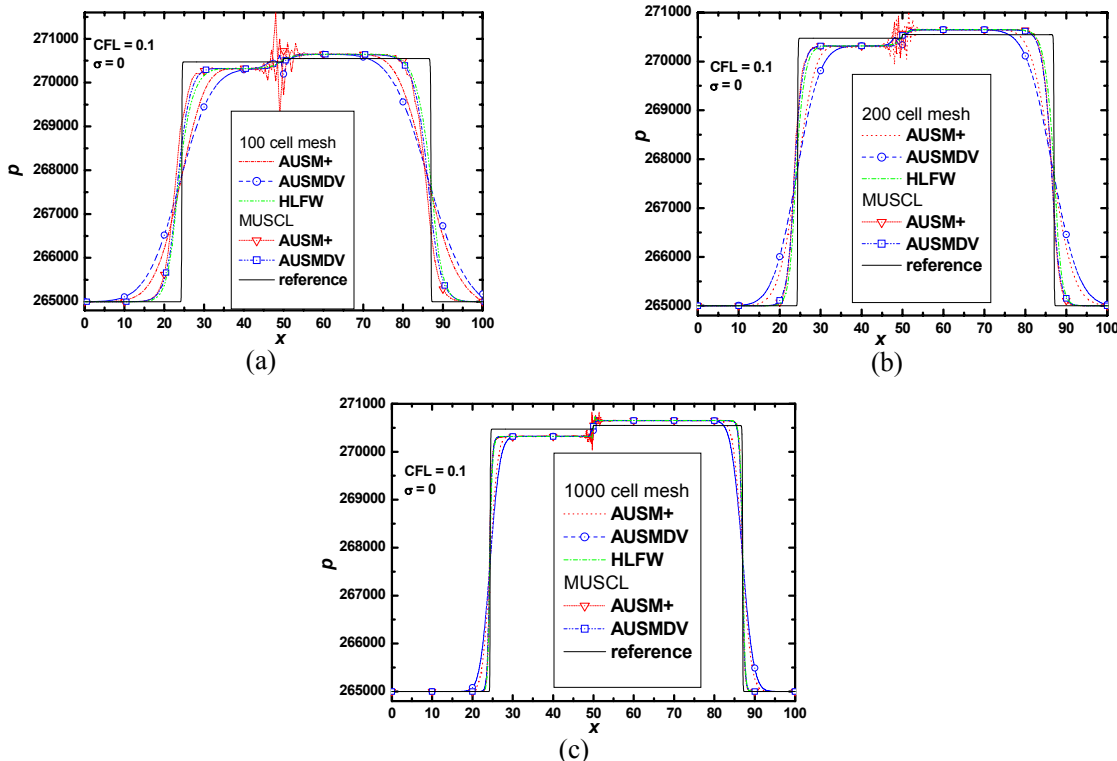 271000
270000
269000
268000
267000
266000
265000
p
CFL = 0.1
σ = 0
100 cell mesh
AUSM+
AUSMDV
HLFW
MUSCL
AUSM+
AUSMDV
reference
0 10 20 30 40 50 60 70 80 90 100
x
(a)
271000
270000
269000
268000
267000
266000
265000
p
CFL = 0.1
σ = 0
200 cell mesh
AUSM+
AUSMDV
HLFW
MUSCL
AUSM+
AUSMDV
reference
0 10 20 30 40 50 60 70 80 90 100
x
(b)
271000
270000
269000
268000
267000
266000
265000
p
CFL = 0.1
σ = 0
1000 cell mesh
AUSM+
AUSMDV
HLFW
MUSCL
AUSM+
AUSMDV
reference
0 10 20 30 40 50 60 70 80 90 100
x
(c)